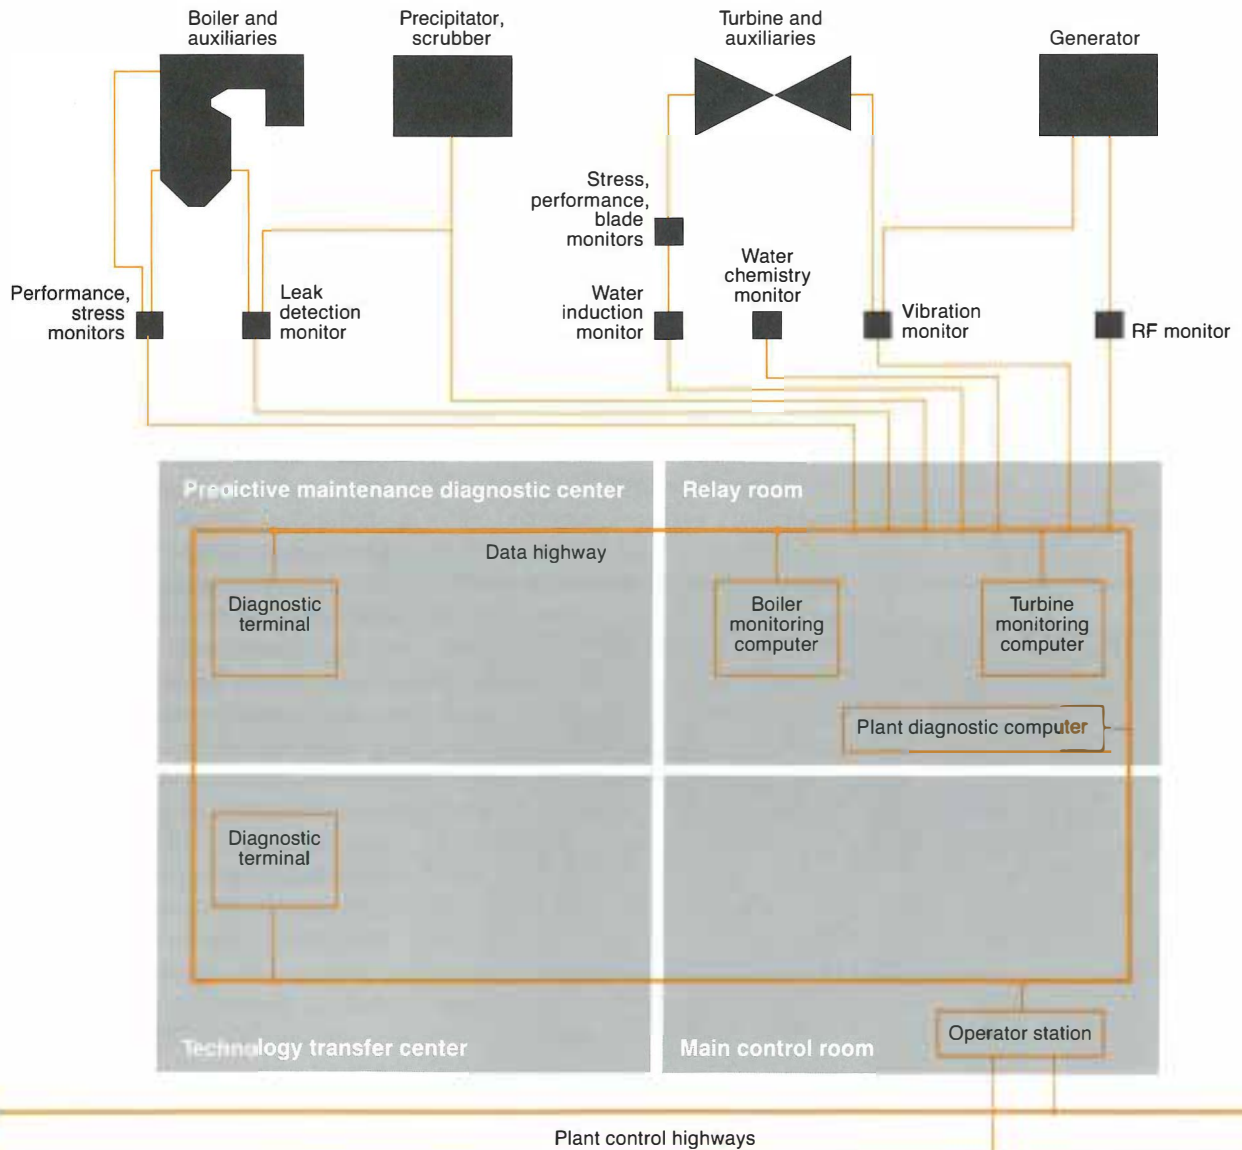 Boiler and
auxiliaries
Precipitator,
scrubber
Turbine and
auxiliaries
Generator
Stress,
performance,
blade
monitors
Water
chemistry
monitor
Performance,
stress
monitors
Leak
detection
monitor
Water
induction
monitor
Vibration
monitor
RF monitor
Predictive maintenance diagnostic center
Relay room
Data highway
Diagnostic
terminal
Boiler
monitoring
computer
Turbine
monitoring
computer
Plant diagnostic computer
Diagnostic
terminal
Technology transfer center
Main control room
Operator station
Plant control highways